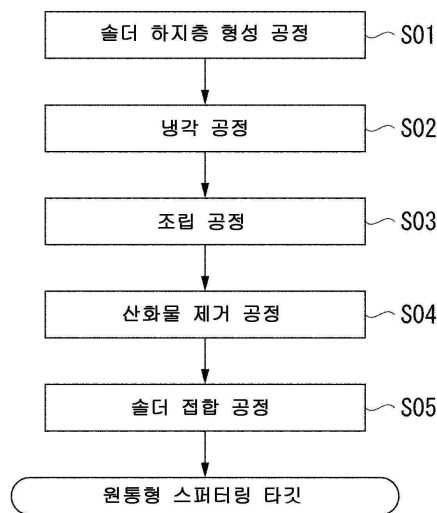 솔더 하지층 형성 공정 S01
냉각 공정 S02
조립 공정 S03
산화물 제거 공정 S04
솔더 접합 공정 S05
원통형 스퍼터링 타깃